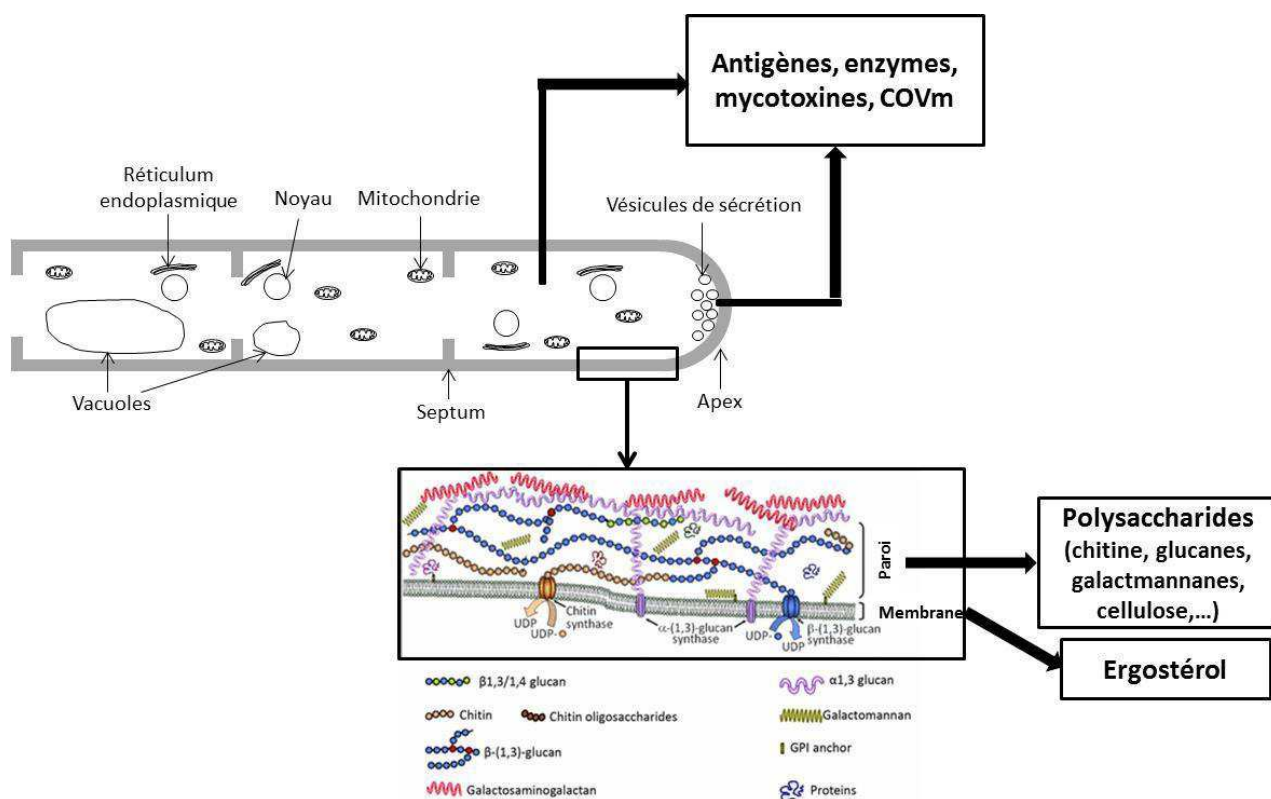 Antigènes, enzymes,
mycotoxines, COVm
Réticulum
endoplasmique
Noyau
Mitochondrie
Vésicules de sécrétion
Vacuoles
Septum
Apex
Paroi
Membrane
Chitin
synthase
UDP
UDP-
α-(1,3)-glucan
synthase
UDP-
UDP
β-(1,3)-glucan
synthase
Polysaccharides
(chitine, glucanes,
galactmannanes,
cellulose,...)
Ergostérol
β1,3/1,4 glucan
α1,3 glucan
Chitin
Chitin oligosaccharides
Galactomannan
β-(1,3)-glucan
GPI anchor
Galactosaminogalactan
Proteins